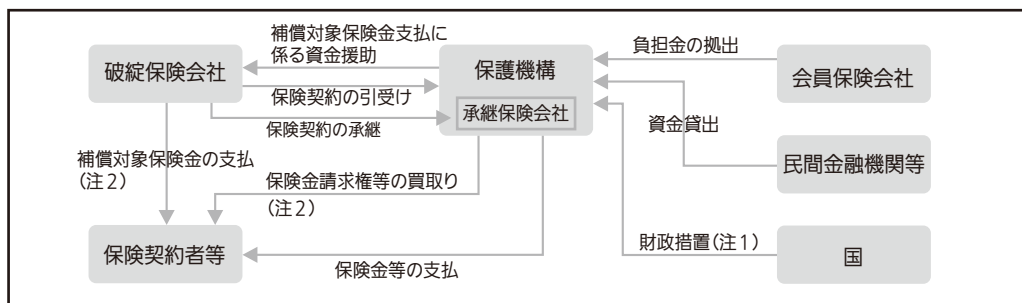 補償対象保険金支払に
係る資金援助
負担金の拠出
破綻保険会社
保護機構
会員保険会社
保険契約の引受け
承継保険会社
保険契約の承継
資金貸出
補償対象保険金の支払
(注2)
保険金請求権等の買取り
(注2)
民間金融機関等
財政措置(注1)
保険契約者等
国
保険金等の支払